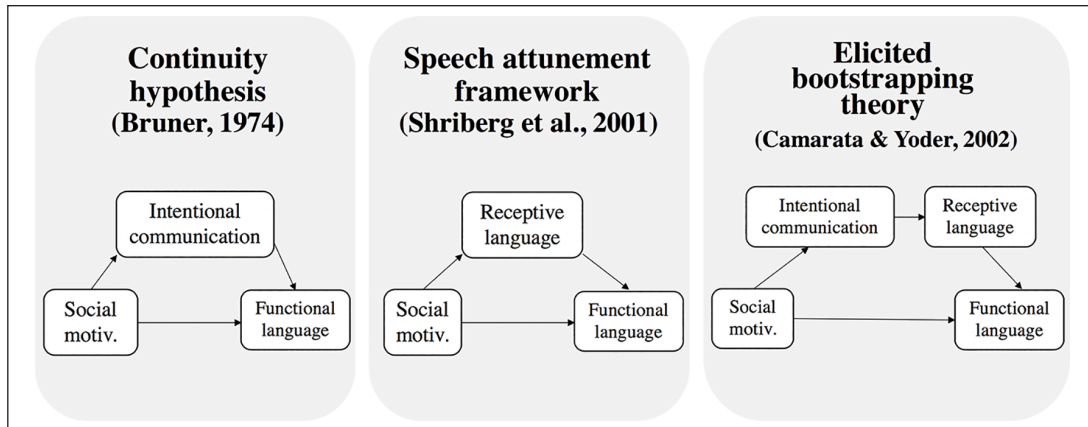 Continuity
hypothesis
(Bruner, 1974)
Intentional
communication
Social
motiv.
Functional
language
Speech attunement
framework
(Shriberg et al., 2001)
Receptive
language
Social
motiv.
Functional
language
Elicited
bootstrapping
theory
(Camarata & Yoder, 2002)
Intentional
communication
Receptive
language
Social
motiv.
Functional
language